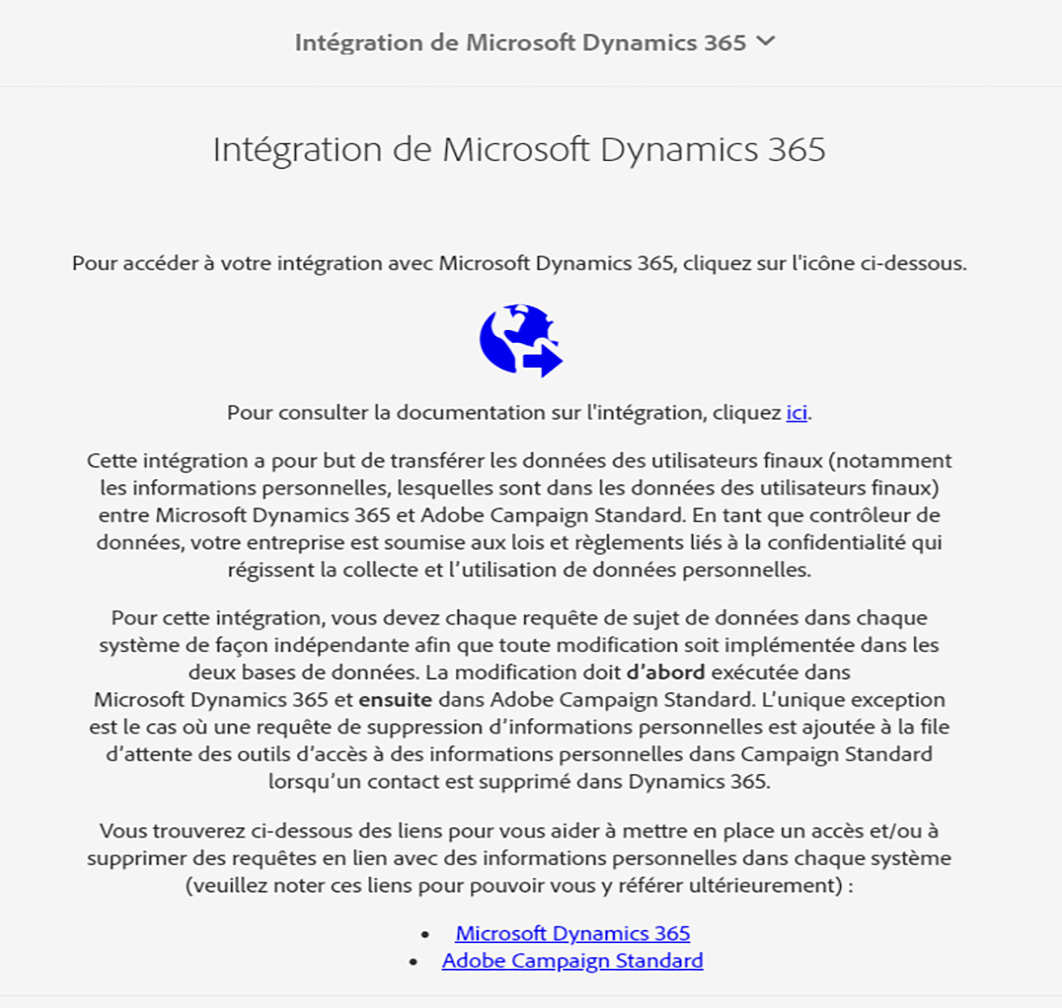 Intégration de Microsoft Dynamics 365
Intégration de Microsoft Dynamics 365
Pour accéder à votre intégration avec Microsoft Dynamics 365, cliquez sur l'icône ci-dessous.
Pour consulter la documentation sur l'intégration, cliquez ici.
Cette intégration a pour but de transférer les données des utilisateurs finaux (notamment
les informations personnelles, lesquelles sont dans les données des utilisateurs finaux)
entre Microsoft Dynamics 365 et Adobe Campaign Standard. En tant que contrôleur de
données, votre entreprise est soumise aux lois et règlements liés à la confidentialité qui
régissent la collecte et l’utilisation de données personnelles.
Pour cette intégration, vous devez chaque requête de sujet de données dans chaque
système de façon indépendante afin que toute modification soit implémentée dans les
deux bases de données. La modification doit d’abord exécutée dans
Microsoft Dynamics 365 et ensuite dans Adobe Campaign Standard. L’unique exception
est le cas où une requête de suppression d’informations personnelles est ajoutée à la file
d’attente des outils d’accès à des informations personnelles dans Campaign Standard
lorsqu’un contact est supprimé dans Dynamics 365.
Vous trouverez ci-dessous des liens pour vous aider à mettre en place un accès et/ou à
supprimer des requêtes en lien avec des informations personnelles dans chaque système
(veuillez noter ces liens pour pouvoir vous y référer ultérieurement) :
• Microsoft Dynamics 365
• Adobe Campaign Standard